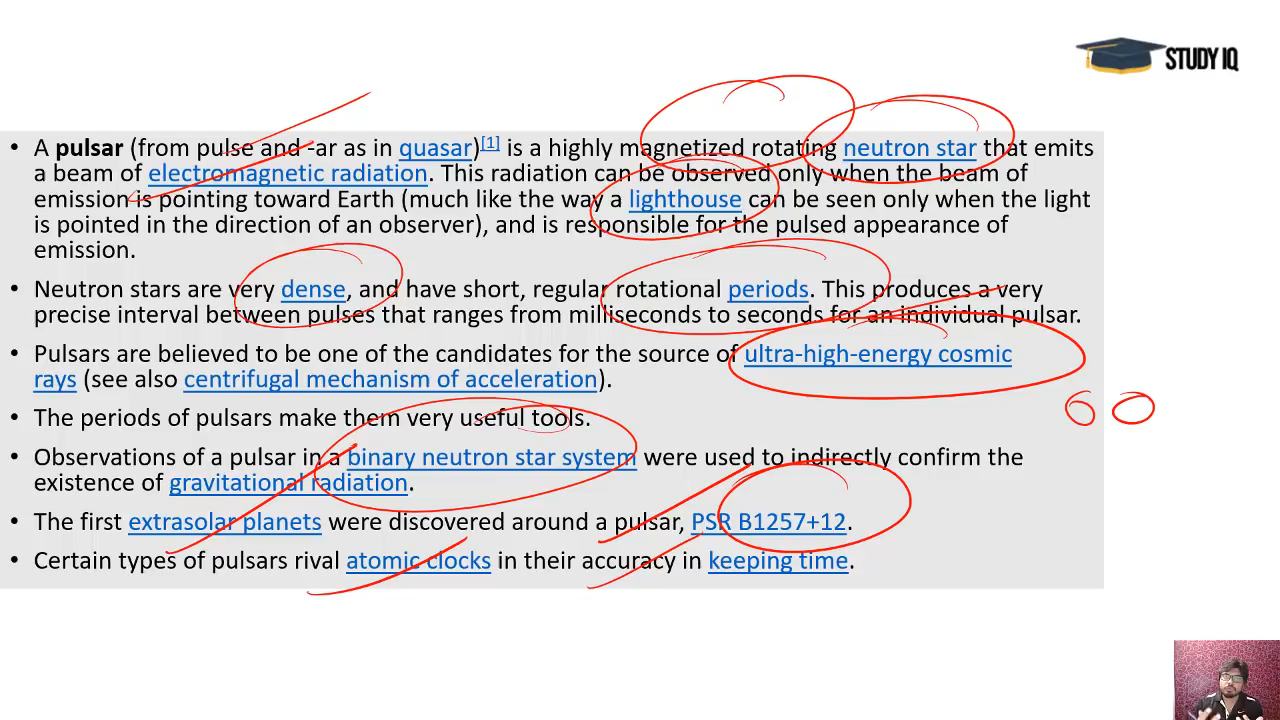 STUDY IQ
• A pulsar (from pulse and -ar as in quasar)[1] is a highly magnetized rotating neutron star that emits
a beam of electromagnetic radiation. This radiation can be observed only when the beam of
emission is pointing toward Earth (much like the way a lighthouse can be seen only when the light
is pointed in the direction of an observer), and is responsible for the pulsed appearance of
emission.
• Neutron stars are very dense, and have short, regular rotational periods. This produces a very
precise interval between pulses that ranges from milliseconds to seconds for an individual pulsar.
• Pulsars are believed to be one of the candidates for the source of ultra-high-energy cosmic
rays (see also centrifugal mechanism of acceleration).
60
• The periods of pulsars make them very useful tools.
• Observations of a pulsar in a binary neutron star system were used to indirectly confirm the
existence of gravitational radiation.
• The first extrasolar planets were discovered around a pulsar, PSR B1257+12.
• Certain types of pulsars rival atomic clocks in their accuracy in keeping time.